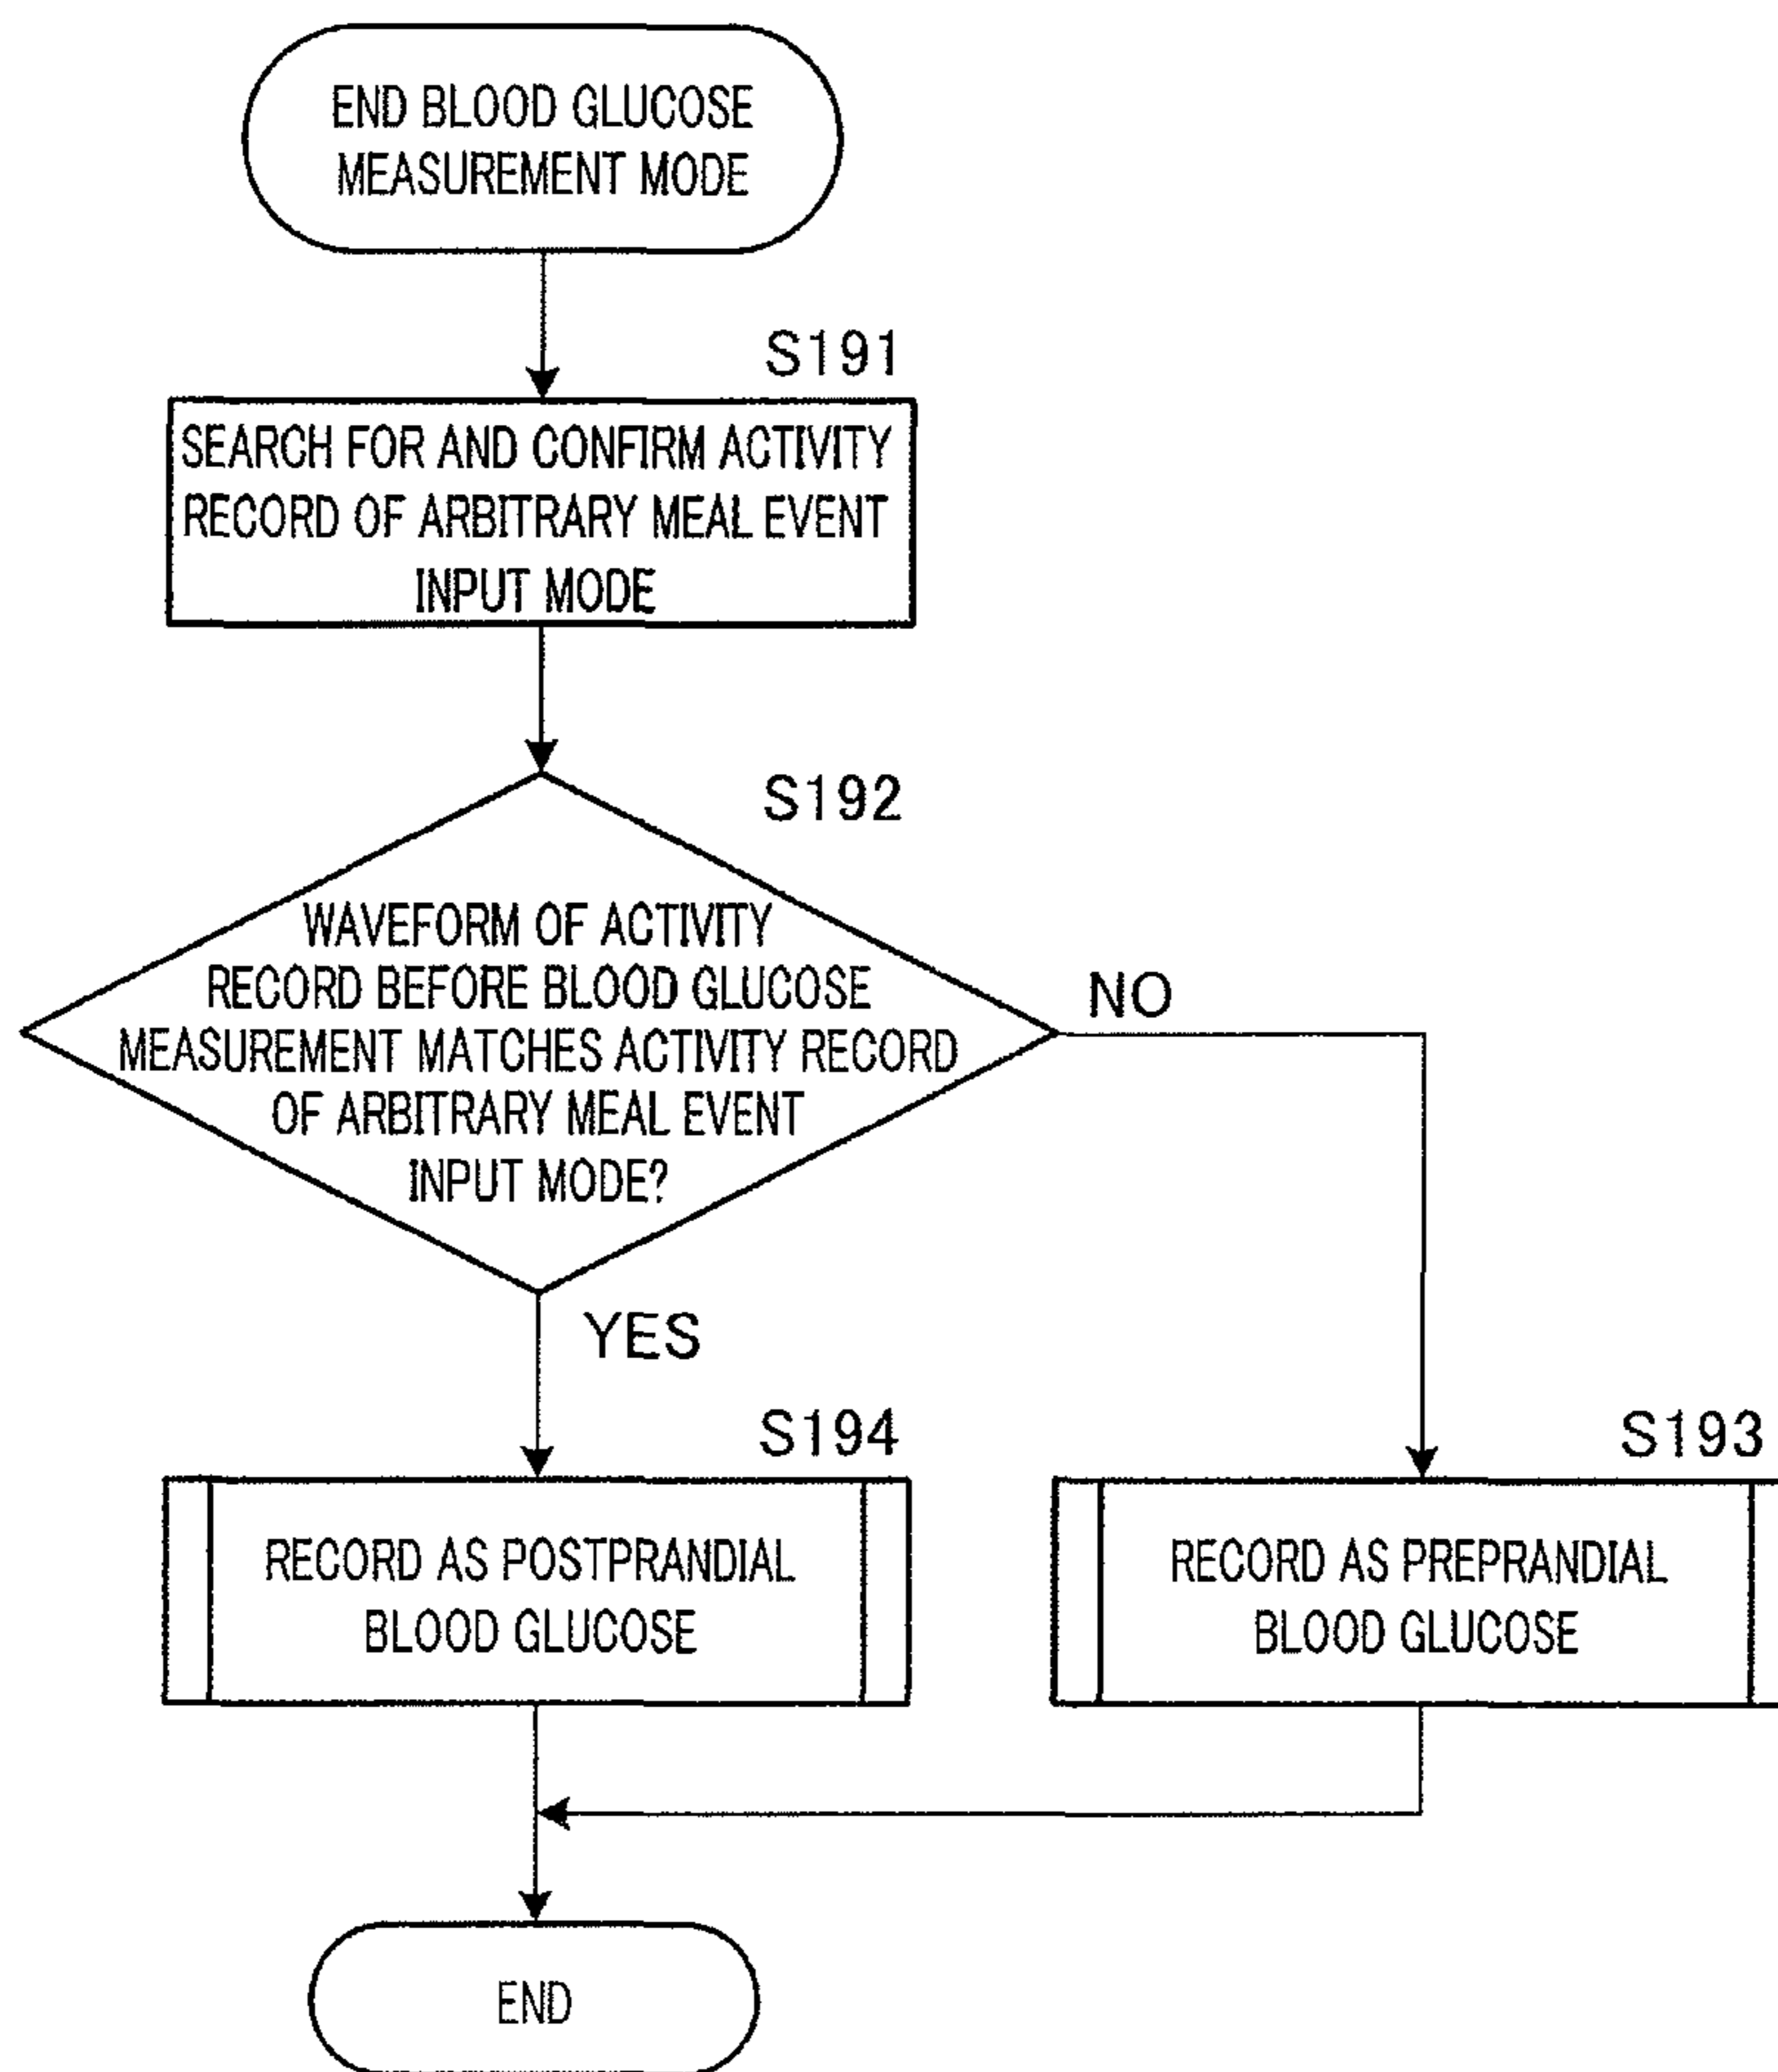 END BLOOD GLUCOSE
MEASUREMENT MODE
S191
SEARCH FOR AND CONFIRM ACTIVITY
RECORD OF ARBITRARY MEAL EVENT
INPUT MODE
S192
WAVEFORM OF ACTIVITY
RECORD BEFORE BLOOD GLUCOSE
MEASUREMENT MATCHES ACTIVITY RECORD
OF ARBITRARY MEAL EVENT
INPUT MODE?
NO
YES
S194
RECORD AS POSTPRANDIAL
BLOOD GLUCOSE
S193
RECORD AS PREPRANDIAL
BLOOD GLUCOSE
END